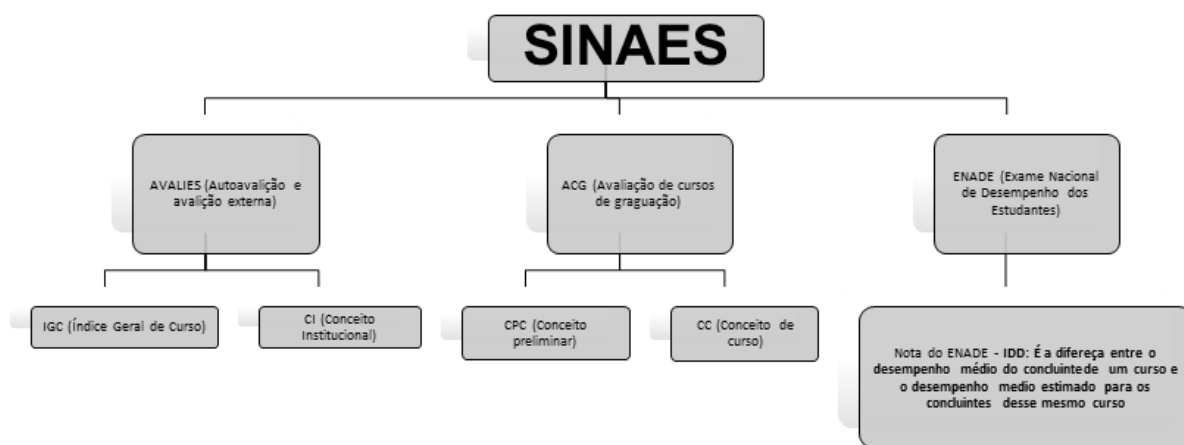 SINAES
AVALIES (Autoavalição e
avalição externa)
ACG (Avaliação de cursos
de graguação)
ENADE (Exame Nacional
de Desempenho dos
Estudantes)
IGC (Índice Geral de Curso)
CI (Conceito
Institucional)
CPC (Conceito
preliminar)
CC (Conceito de
curso)
Nota do ENADE - IDD: É a difereça entre o
desempenho médio do concluinte de um curso e
o desempenho medio estimado para os
concluintes desse mesmo curso